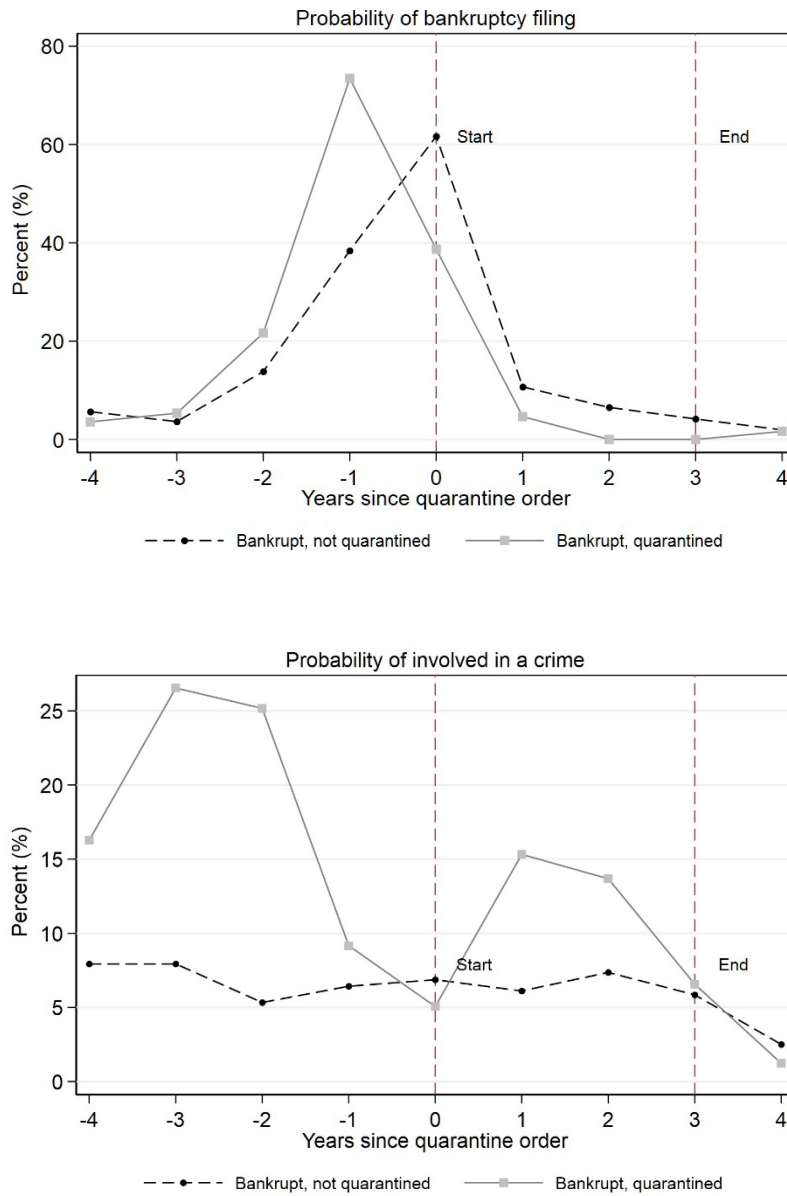 Probability of bankruptcy filing
80
60
40
20
0
Percent (%)
Start
End
-4 -3 -2 -1 0 1 2 3 4
Years since quarantine order
Bankrupt, not quarantined Bankrupt, quarantined
Probability of involved in a crime
25
20
15
10
5
0
Percent (%)
Start
End
-4 -3 -2 -1 0 1 2 3 4
Years since quarantine order
Bankrupt, not quarantined Bankrupt, quarantined